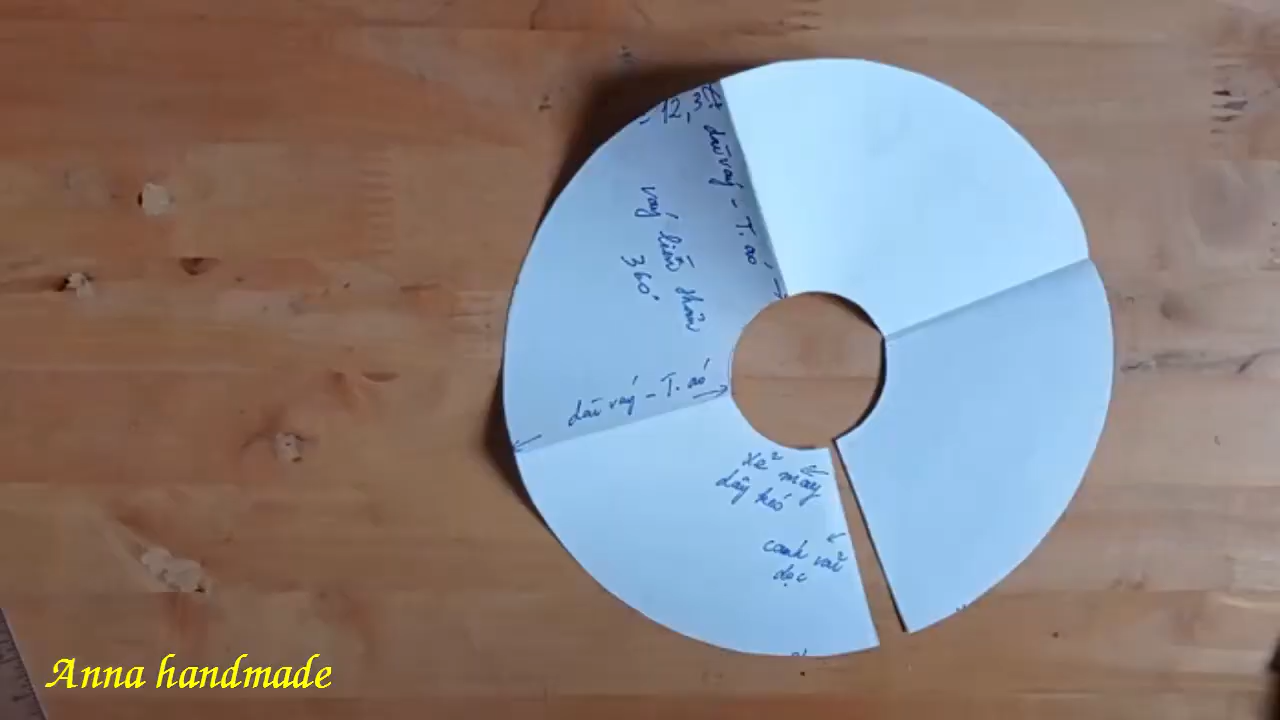 12,3
dài váy - T. áo
váy liền thân
360°
dài váy - T. áo
xẻ may
dây kéo
canh vải
dọc
Anna handmade